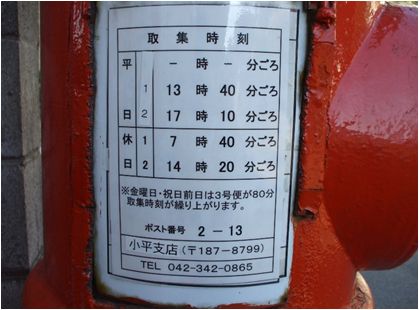 取集時刻
平 － 時 － 分ごろ
1 13 時 40 分ごろ
日 2 17 時 10 分ごろ
休 1 7 時 40 分ごろ
日 2 14 時 20 分ごろ
※金曜日・祝日前日は3号便が80分
取集時刻が繰り上がります。
ポスト番号 2－13
小平支店(〒187－8799)
TEL 042-342-0865